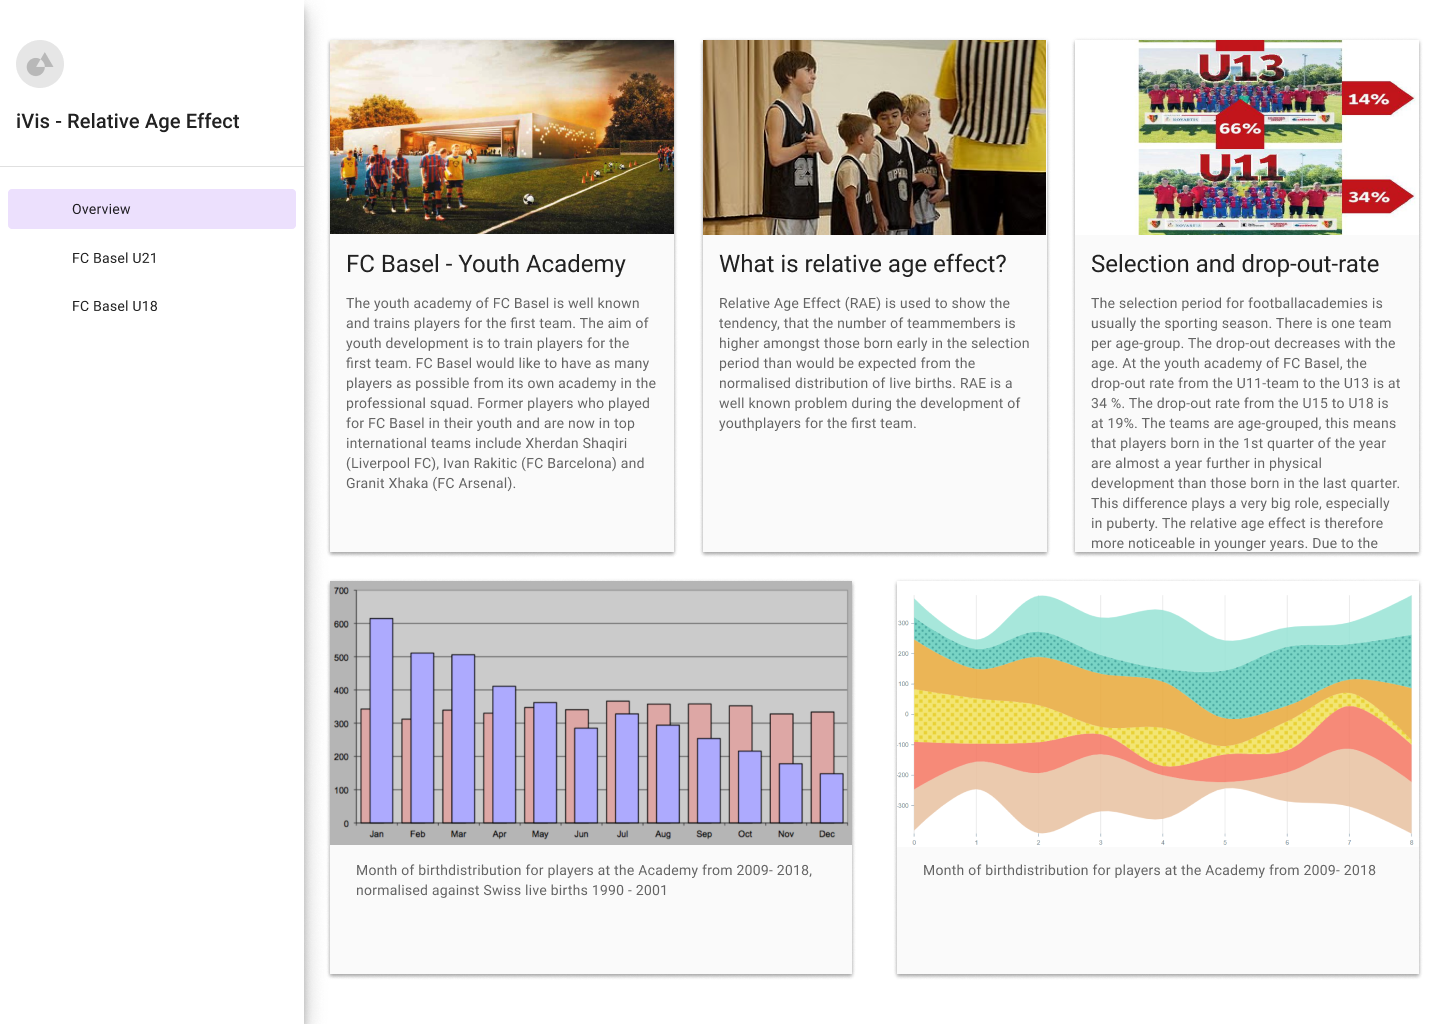 iVis - Relative Age Effect
Overview
FC Basel U21
FC Basel U18
FC Basel - Youth Academy
The youth academy of FC Basel is well known
and trains players for the first team. The aim of
youth development is to train players for the
first team. FC Basel would like to have as many
players as possible from its own academy in the
professional squad. Former players who played
for FC Basel in their youth and are now in top
international teams include Xherdan Shaqiri
(Liverpool FC), Ivan Rakitic (FC Barcelona) and
Granit Xhaka (FC Arsenal).
What is relative age effect?
Relative Age Effect (RAE) is used to show the
tendency, that the number of teammembers is
higher amongst those born early in the selection
period than would be expected from the
normalised distribution of live births. RAE is a
well known problem during the development of
youthplayers for the first team.
U13
14%
66%
U11
34%
NOVARTIS
Selection and drop-out-rate
The selection period for footballacademies is
usually the sporting season. There is one team
per age-group. The drop-out decreases with the
age. At the youth academy of FC Basel, the
drop-out rate from the U11-team to the U13 is at
34 %. The drop-out rate from the U15 to U18 is
at 19%. The teams are age-grouped, this means
that players born in the 1st quarter of the year
are almost a year further in physical
development than those born in the last quarter.
This difference plays a very big role, especially
in puberty. The relative age effect is therefore
more noticeable in younger years. Due to the
700
600
500
400
300
200
100
0
Jan Feb Mar Apr May Jun Jul Aug Sep Oct Nov Dec
Month of birthdistribution for players at the Academy from 2009- 2018,
normalised against Swiss live births 1990 - 2001
300
200
100
0
-100
-200
-300
0 1 2 3 4 5 6 7 8
Month of birthdistribution for players at the Academy from 2009- 2018